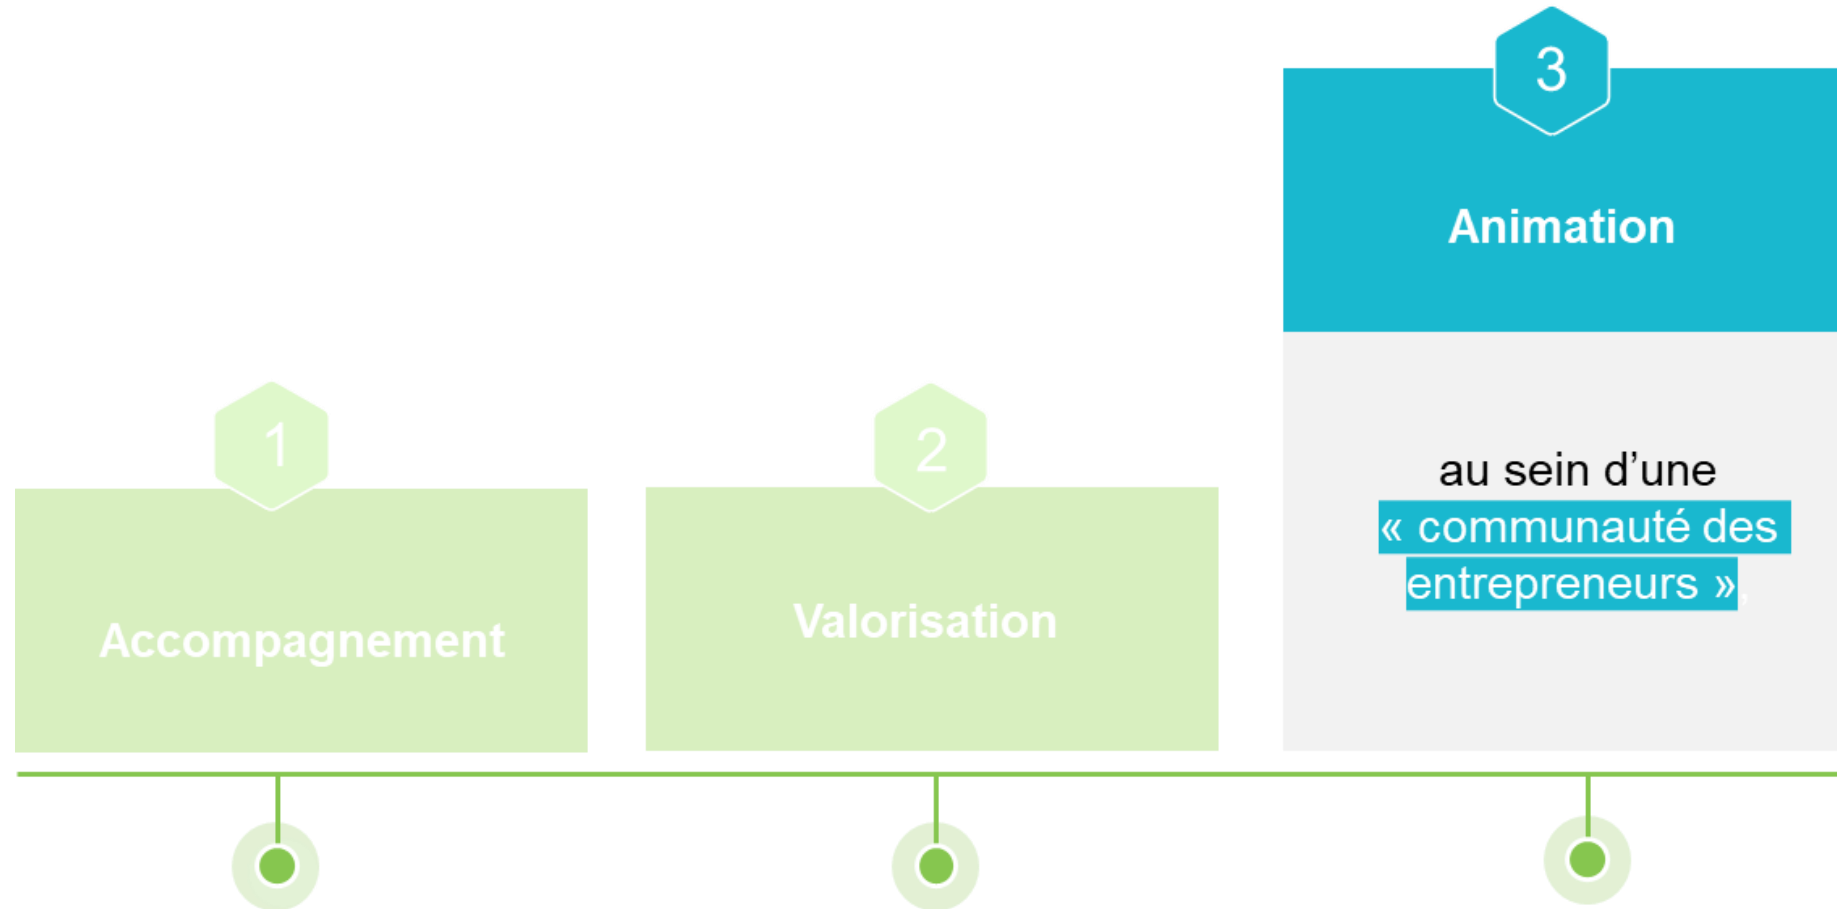 1
Accompagnement
2
Valorisation
3
Animation
au sein d’une
« communauté des
entrepreneurs »,